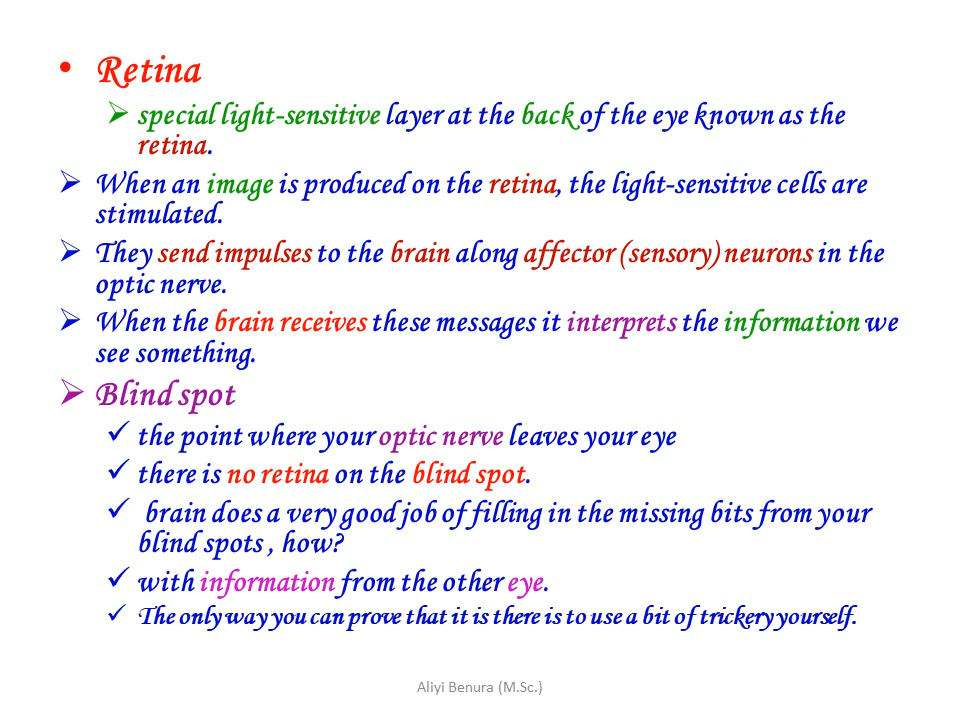 • Retina
➢ special light-sensitive layer at the back of the eye known as the
retina.
➢ When an image is produced on the retina, the light-sensitive cells are
stimulated.
➢ They send impulses to the brain along affector (sensory) neurons in the
optic nerve.
➢ When the brain receives these messages it interprets the information we
see something.
➢ Blind spot
✓ the point where your optic nerve leaves your eye
✓ there is no retina on the blind spot.
✓ brain does a very good job of filling in the missing bits from your
blind spots , how?
✓ with information from the other eye.
✓ The only way you can prove that it is there is to use a bit of trickery yourself.
Aliyi Benura (M.Sc.)